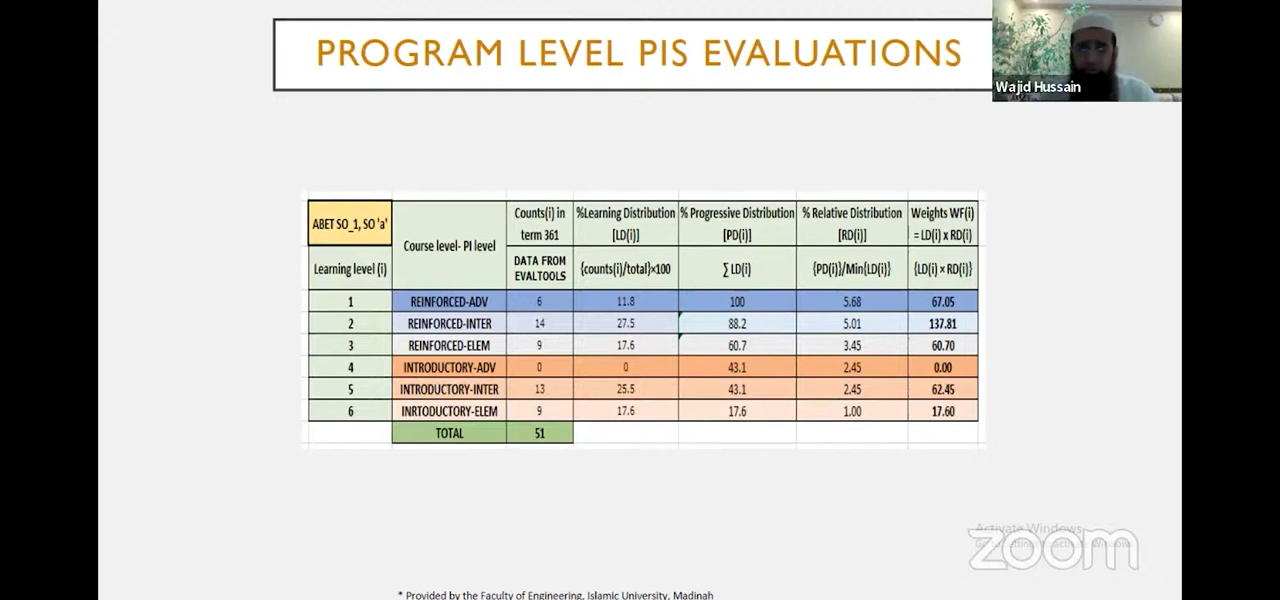 PROGRAM LEVEL PIS EVALUATIONS
Wajid Hussain
ABET SO_1, SO 'a'
Course level- PI level
Counts(i) in term 361
%Learning Distribution [LD(i)]
% Progressive Distribution [PD(i)]
% Relative Distribution [RD(i)]
Weights WF(i) = LD(i) x RD(i)
Learning level (i)
DATA FROM EVALTOOLS
{counts(i)/total}×100
∑ LD(i)
{PD(i)}/Min{LD(i)}
{LD(i) x RD(i)}
1 REINFORCED-ADV 6 11.8 100 5.68 67.05
2 REINFORCED-INTER 14 27.5 88.2 5.01 137.81
3 REINFORCED-ELEM 9 17.6 60.7 3.45 60.70
4 INTRODUCTORY-ADV 0 0 43.1 2.45 0.00
5 INTRODUCTORY-INTER 13 25.5 43.1 2.45 62.45
6 INRTODUCTORY-ELEM 9 17.6 17.6 1.00 17.60
TOTAL 51
Activate Windows
zoom
* Provided by the Faculty of Engineering, Islamic University, Madinah